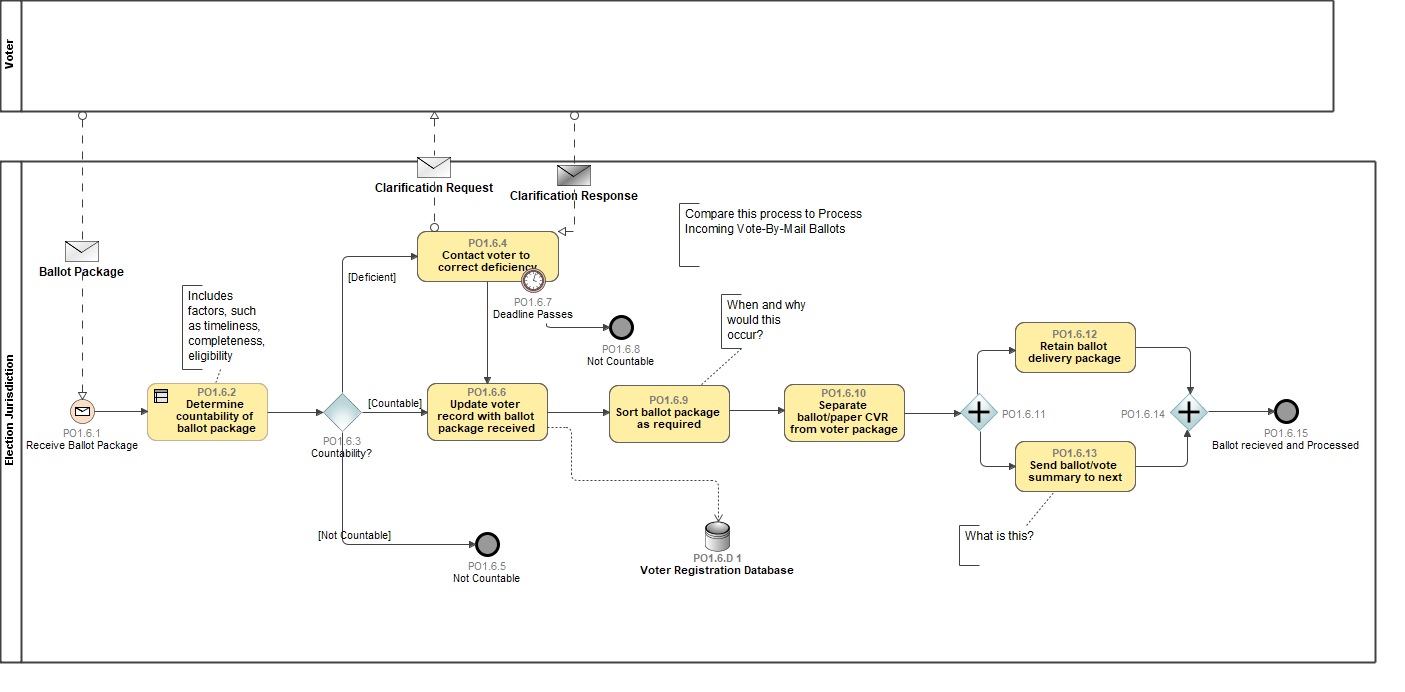 Voter
Election Jurisdiction
Clarification Request
Clarification Response
Ballot Package
Compare this process to Process
Incoming Vote-By-Mail Ballots
PO1.6.4
Contact voter to
correct deficiency
[Deficient]
PO1.6.7
Deadline Passes
PO1.6.8
Not Countable
Includes
factors, such
as timeliness,
completeness,
eligibility
When and why
would this
occur?
PO1.6.1
Receive Ballot Package
PO1.6.2
Determine
countability of
ballot package
PO1.6.3
Countability?
[Countable]
PO1.6.6
Update voter
record with ballot
package received
PO1.6.9
Sort ballot package
as required
PO1.6.10
Separate
ballot/paper CVR
from voter package
PO1.6.11
PO1.6.12
Retain ballot
delivery package
PO1.6.13
Send ballot/vote
summary to next
PO1.6.14
PO1.6.15
Ballot recieved and Processed
What is this?
[Not Countable]
PO1.6.5
Not Countable
PO1.6.D 1
Voter Registration Database